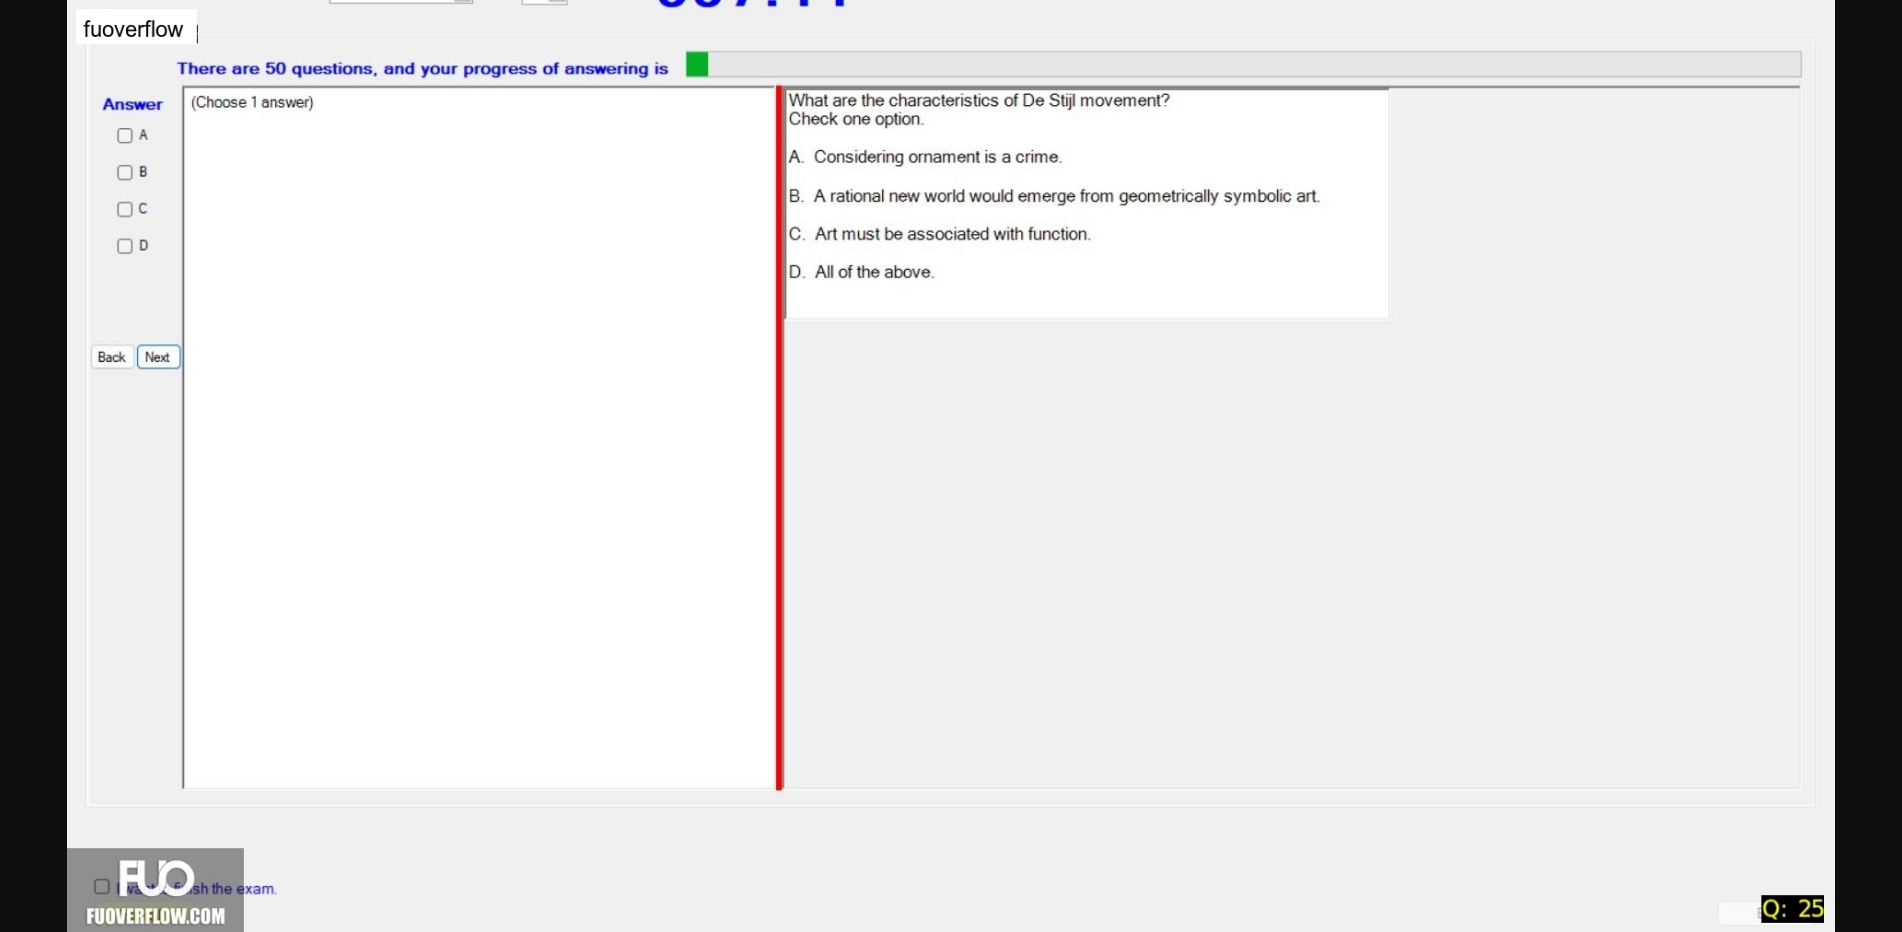 fuoverflow
There are 50 questions, and your progress of answering is
Answer
(Choose 1 answer)
A
B
C
D
Back Next
What are the characteristics of De Stijl movement?
Check one option.
A. Considering ornament is a crime.
B. A rational new world would emerge from geometrically symbolic art.
C. Art must be associated with function.
D. All of the above.
FUO
sh the exam.
FUOVERFLOW.COM
Q: 25